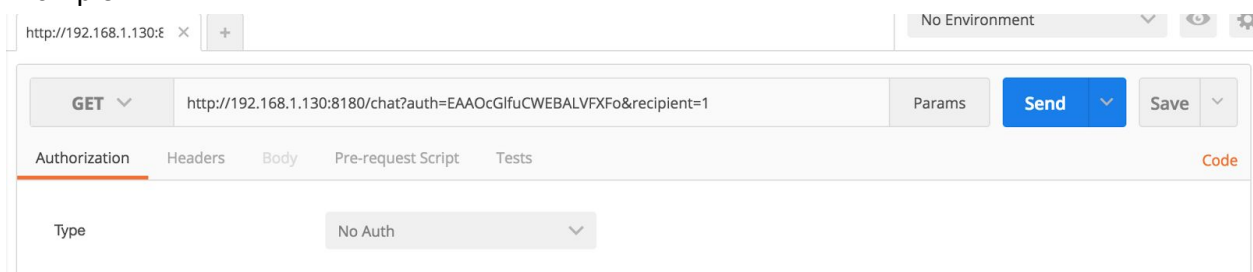 http://192.168.1.130:8 × +
No Environment
GET http://192.168.1.130:8180/chat?auth=EAAOcGlfuCWEBALVFXFo&recipient=1 Params Send Save
Authorization Headers Body Pre-request Script Tests Code
Type No Auth